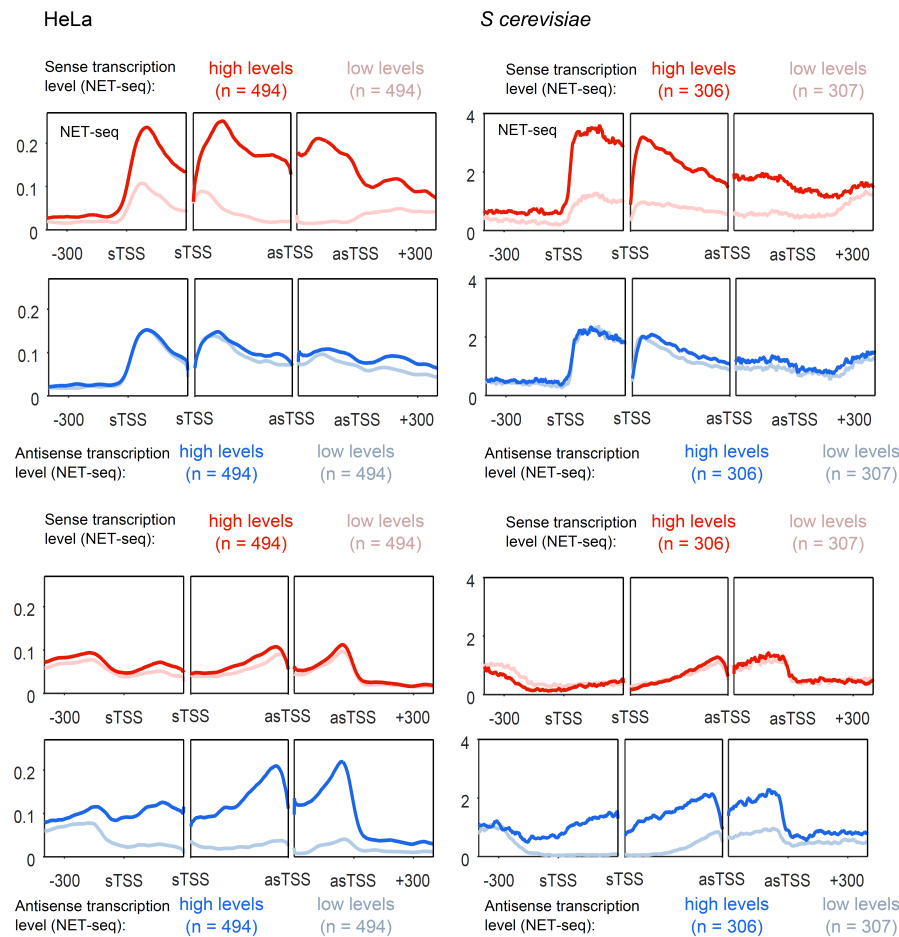 HeLa
S cerevisiae
Sense transcription
level (NET-seq):
high levels
(n = 494)
low levels
(n = 494)
Sense transcription
level (NET-seq):
high levels
(n = 306)
low levels
(n = 307)
NET-seq
0.2
0.1
0
-300 sTSS sTSS asTSS asTSS +300
NET-seq
4
2
0
-300 sTSS sTSS asTSS asTSS +300
0.2
0.1
0
-300 sTSS sTSS asTSS asTSS +300
4
2
0
-300 sTSS sTSS asTSS asTSS +300
Antisense transcription
level (NET-seq):
high levels
(n = 494)
low levels
(n = 494)
Antisense transcription
level (NET-seq):
high levels
(n = 306)
low levels
(n = 307)
Sense transcription
level (NET-seq):
high levels
(n = 494)
low levels
(n = 494)
Sense transcription
level (NET-seq):
high levels
(n = 306)
low levels
(n = 307)
0.2
0.1
0
-300 sTSS sTSS asTSS asTSS +300
4
2
0
-300 sTSS sTSS asTSS asTSS +300
0.2
0.1
0
-300 sTSS sTSS asTSS asTSS +300
4
2
0
-300 sTSS sTSS asTSS asTSS +300
Antisense transcription
level (NET-seq):
high levels
(n = 494)
low levels
(n = 494)
Antisense transcription
level (NET-seq):
high levels
(n = 306)
low levels
(n = 307)